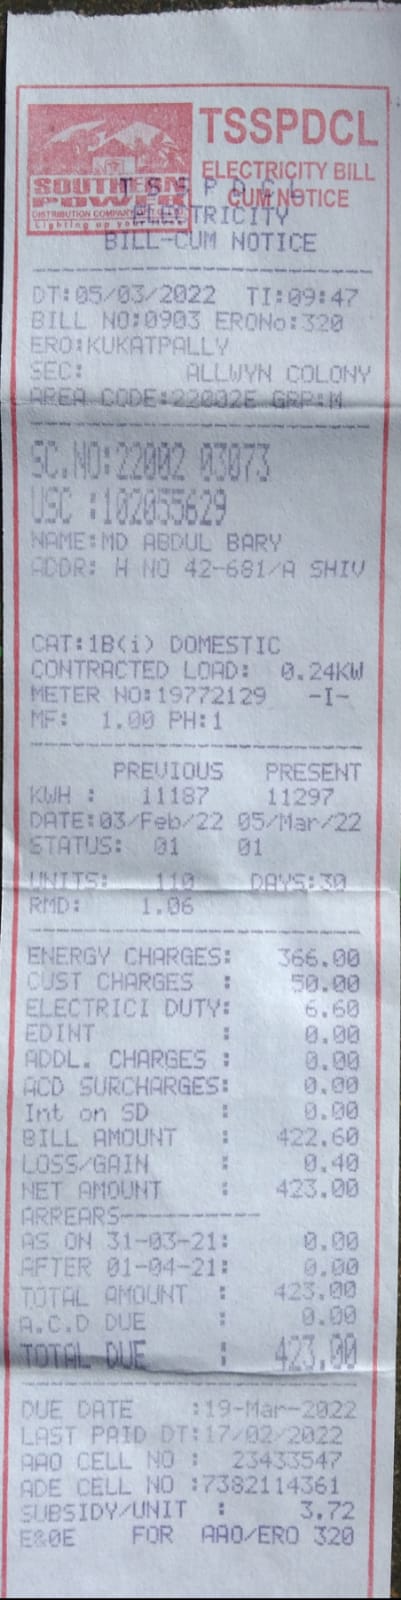 TSSPDCL
ELECTRICITY BILL
CUM NOTICE
SOUTHERN
POWER
DISTRIBUTION COMPANY
Lighting up your
T S S P D C L
ELECTRICITY
BILL-CUM NOTICE
DT:05/03/2022 TI:09:47
BILL NO:0903 ERONo:320
ERO:KUKATPALLY
SEC: ALLWYN COLONY
AREA CODE:22002E GRP:M
SC.NO:22002 03073
USC :102055629
NAME:MD ABDUL BARY
ADDR: H NO 42-681/A SHIV
CAT:1B(i) DOMESTIC
CONTRACTED LOAD: 0.24KW
METER NO:19772129 -I-
MF: 1.00 PH:1
PREVIOUS PRESENT
KWH : 11187 11297
DATE:03/Feb/22 05/Mar/22
STATUS: 01 01
UNITS: 110 DAYS:30
RMD: 1.06
ENERGY CHARGES: 366.00
CUST CHARGES : 50.00
ELECTRICI DUTY: 6.60
EDINT : 0.00
ADDL. CHARGES : 0.00
ACD SURCHARGES: 0.00
Int on SD : 0.00
BILL AMOUNT : 422.60
LOSS/GAIN : 0.40
NET AMOUNT : 423.00
ARREARS----------
AS ON 31-03-21: 0.00
AFTER 01-04-21: 0.00
TOTAL AMOUNT : 423.00
A.C.D DUE : 0.00
TOTAL DUE : 423.00
DUE DATE :19-Mar-2022
LAST PAID DT:17/02/2022
AAO CELL NO : 23433547
ADE CELL NO :7382114361
SUBSIDY/UNIT : 3.72
E&OE FOR AAO/ERO 320